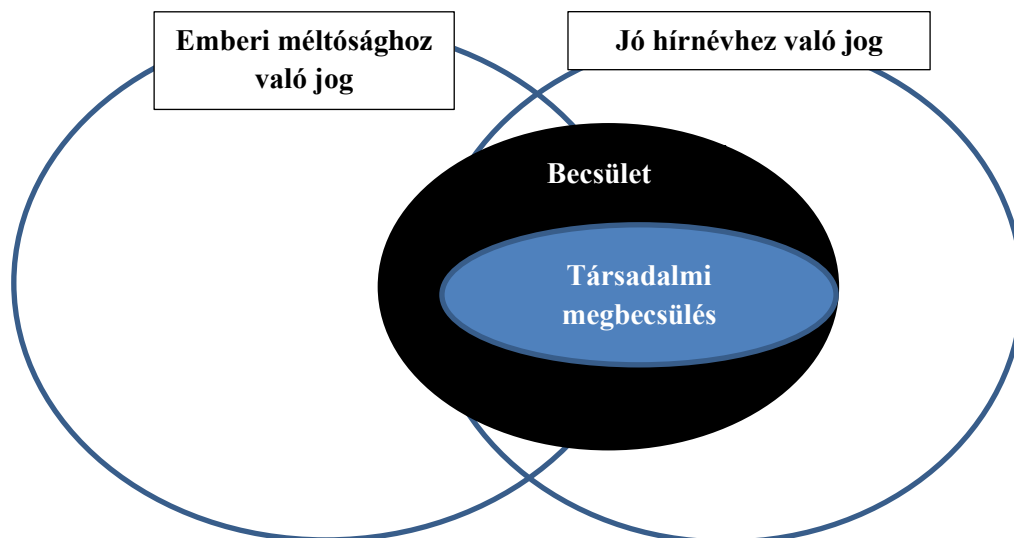 Emberi méltósághoz
való jog
Jó hírnévhez való jog
Becsület
Társadalmi
megbecsülés